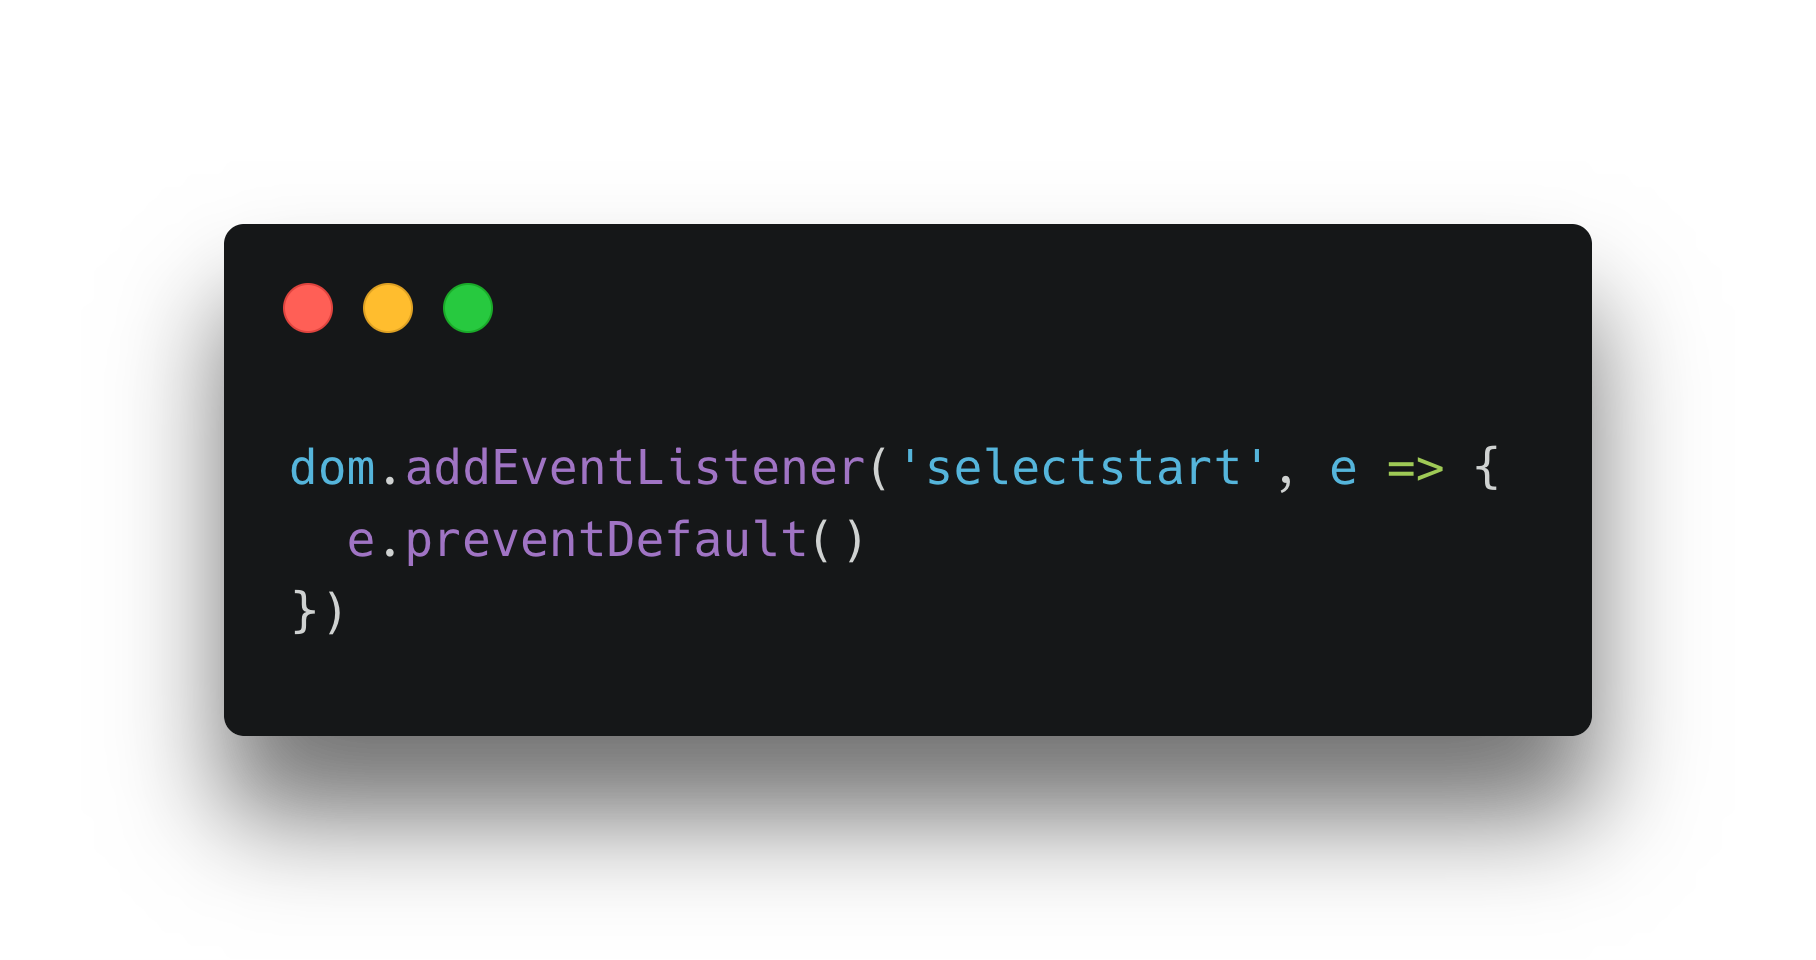 dom.addEventListener('selectstart', e => {
  e.preventDefault()
})